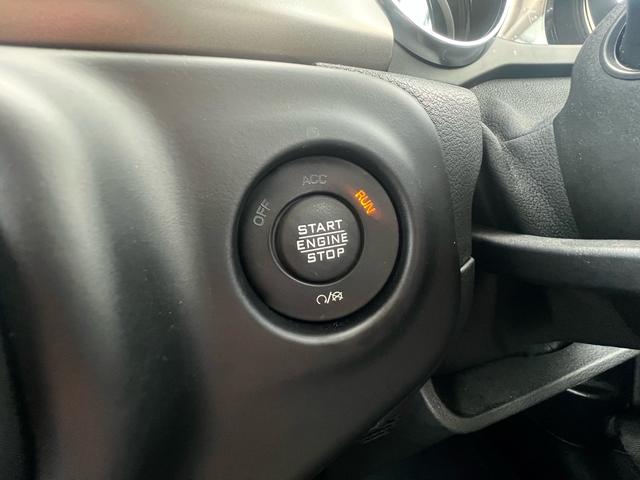 OFF ACC RUN
START
ENGINE
STOP